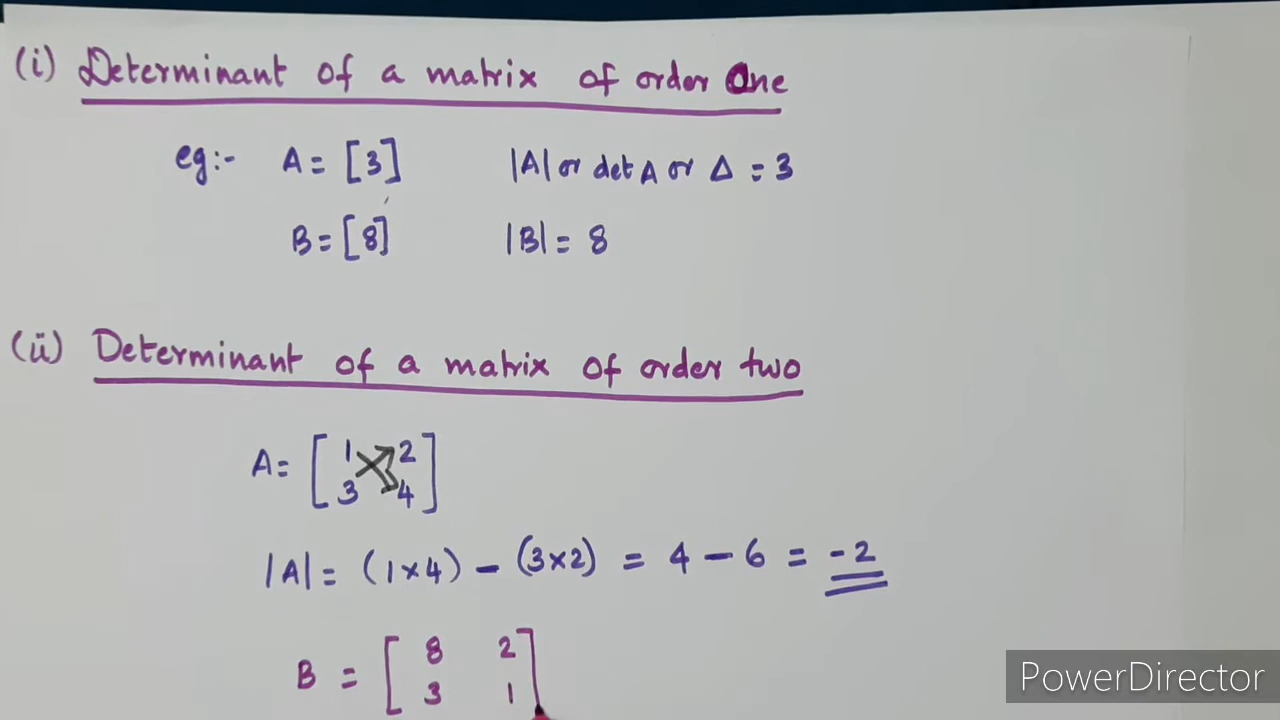 (i) Determinant of a matrix of order One
eg:- A = [3] |A| or det A or Δ = 3
B = [8] |B| = 8
(ii) Determinant of a matrix of order two
A = [ 1 2
3 4 ]
|A| = (1×4) – (3×2) = 4 – 6 = -2
B = [ 8 2
3 1 ]
PowerDirector